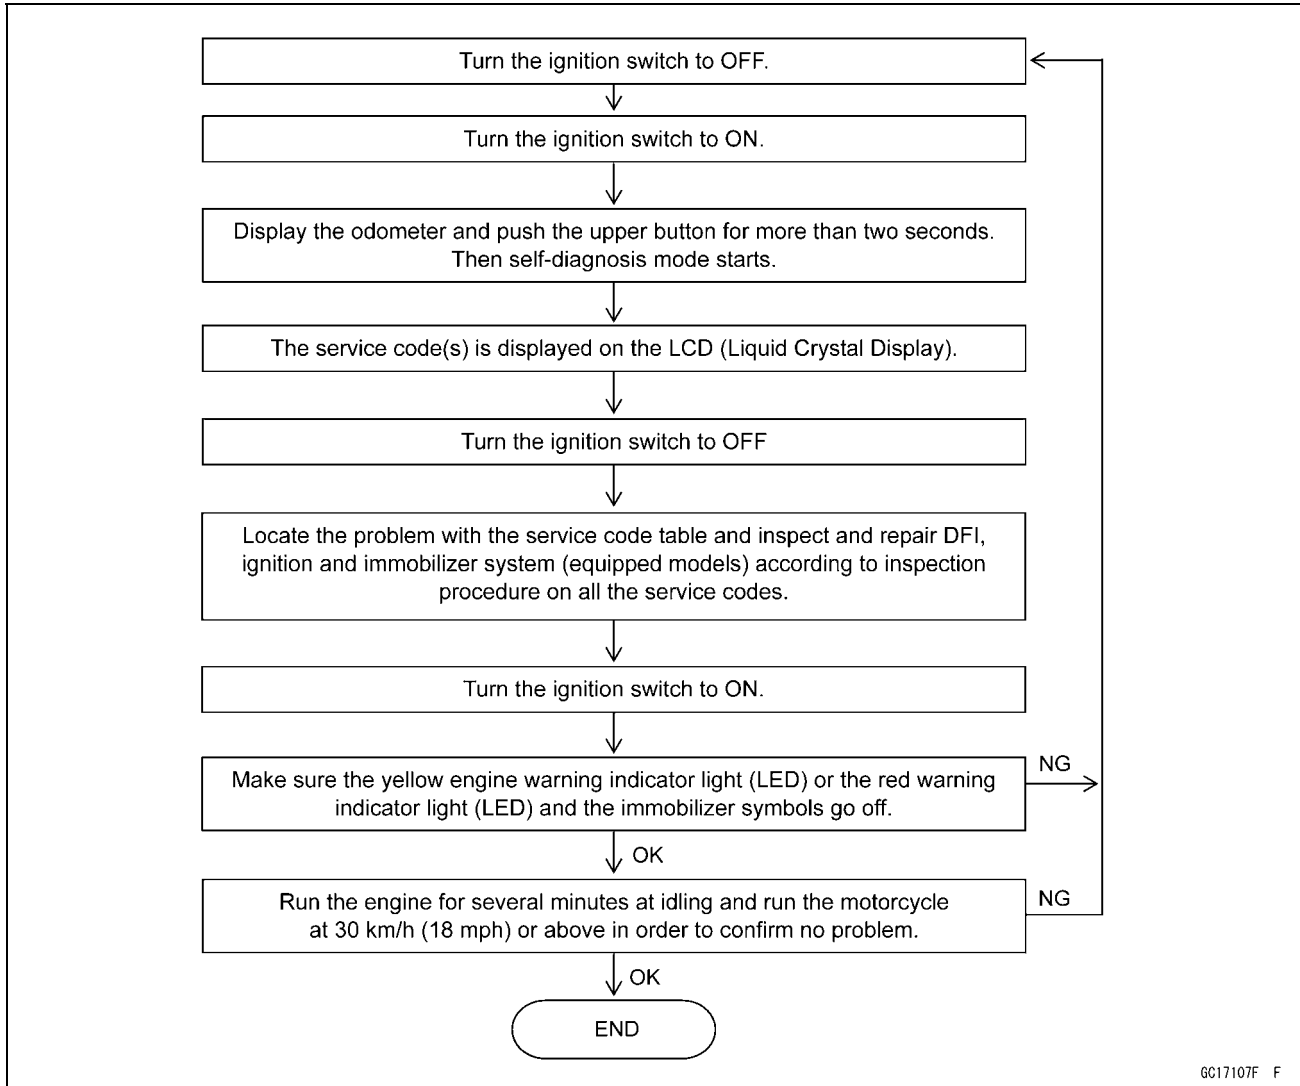 Turn the ignition switch to OFF.
Turn the ignition switch to ON.
Display the odometer and push the upper button for more than two seconds.
Then self-diagnosis mode starts.
The service code(s) is displayed on the LCD (Liquid Crystal Display).
Turn the ignition switch to OFF
Locate the problem with the service code table and inspect and repair DFI,
ignition and immobilizer system (equipped models) according to inspection
procedure on all the service codes.
Turn the ignition switch to ON.
Make sure the yellow engine warning indicator light (LED) or the red warning
indicator light (LED) and the immobilizer symbols go off.
NG
OK
Run the engine for several minutes at idling and run the motorcycle
at 30 km/h (18 mph) or above in order to confirm no problem.
NG
OK
END
GC17107F F